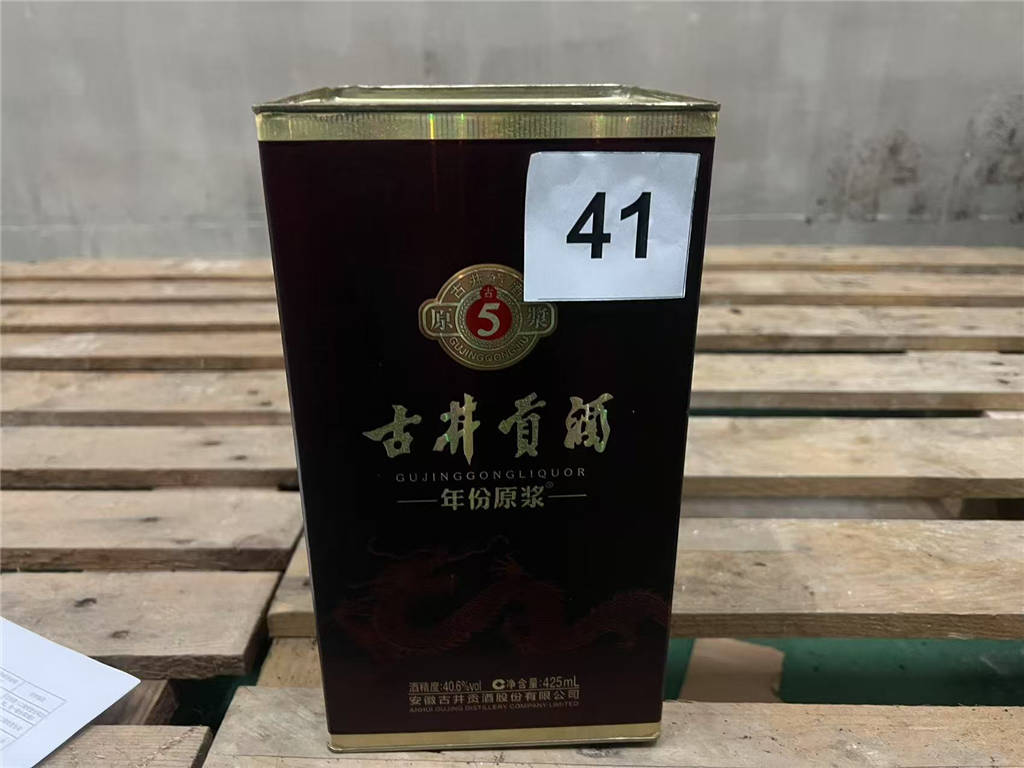 41
古井贡酒
古
原 5 浆
GUJINGGONGJIU
古井贡酒
GUJINGGONGLIQUOR
年份原浆®
酒精度:40.6%vol 净含量:425mL
安徽古井贡酒股份有限公司
ANHUI GUJING DISTILLERY COMPANY LIMITED